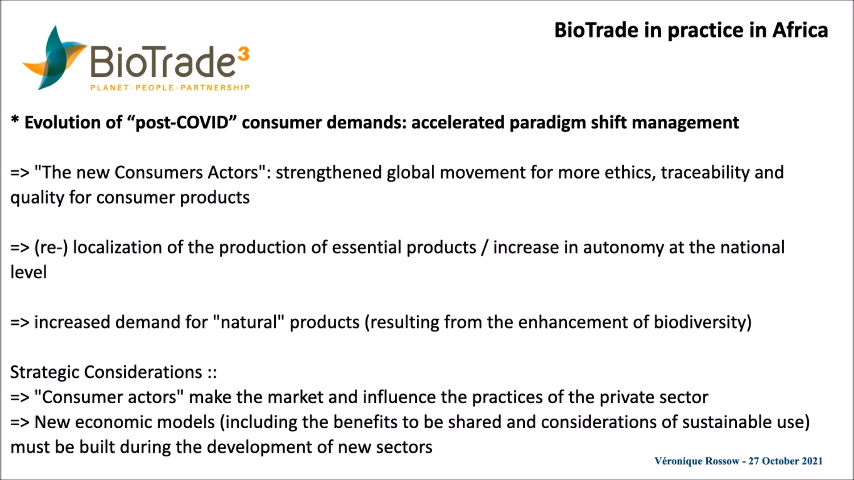 BioTrade in practice in Africa
BioTrade³
PLANET · PEOPLE · PARTNERSHIP
* Evolution of “post-COVID” consumer demands: accelerated paradigm shift management
=> "The new Consumers Actors": strengthened global movement for more ethics, traceability and
quality for consumer products
=> (re-) localization of the production of essential products / increase in autonomy at the national
level
=> increased demand for "natural" products (resulting from the enhancement of biodiversity)
Strategic Considerations ::
=> "Consumer actors" make the market and influence the practices of the private sector
=> New economic models (including the benefits to be shared and considerations of sustainable use)
must be built during the development of new sectors
Véronique Rossow - 27 October 2021